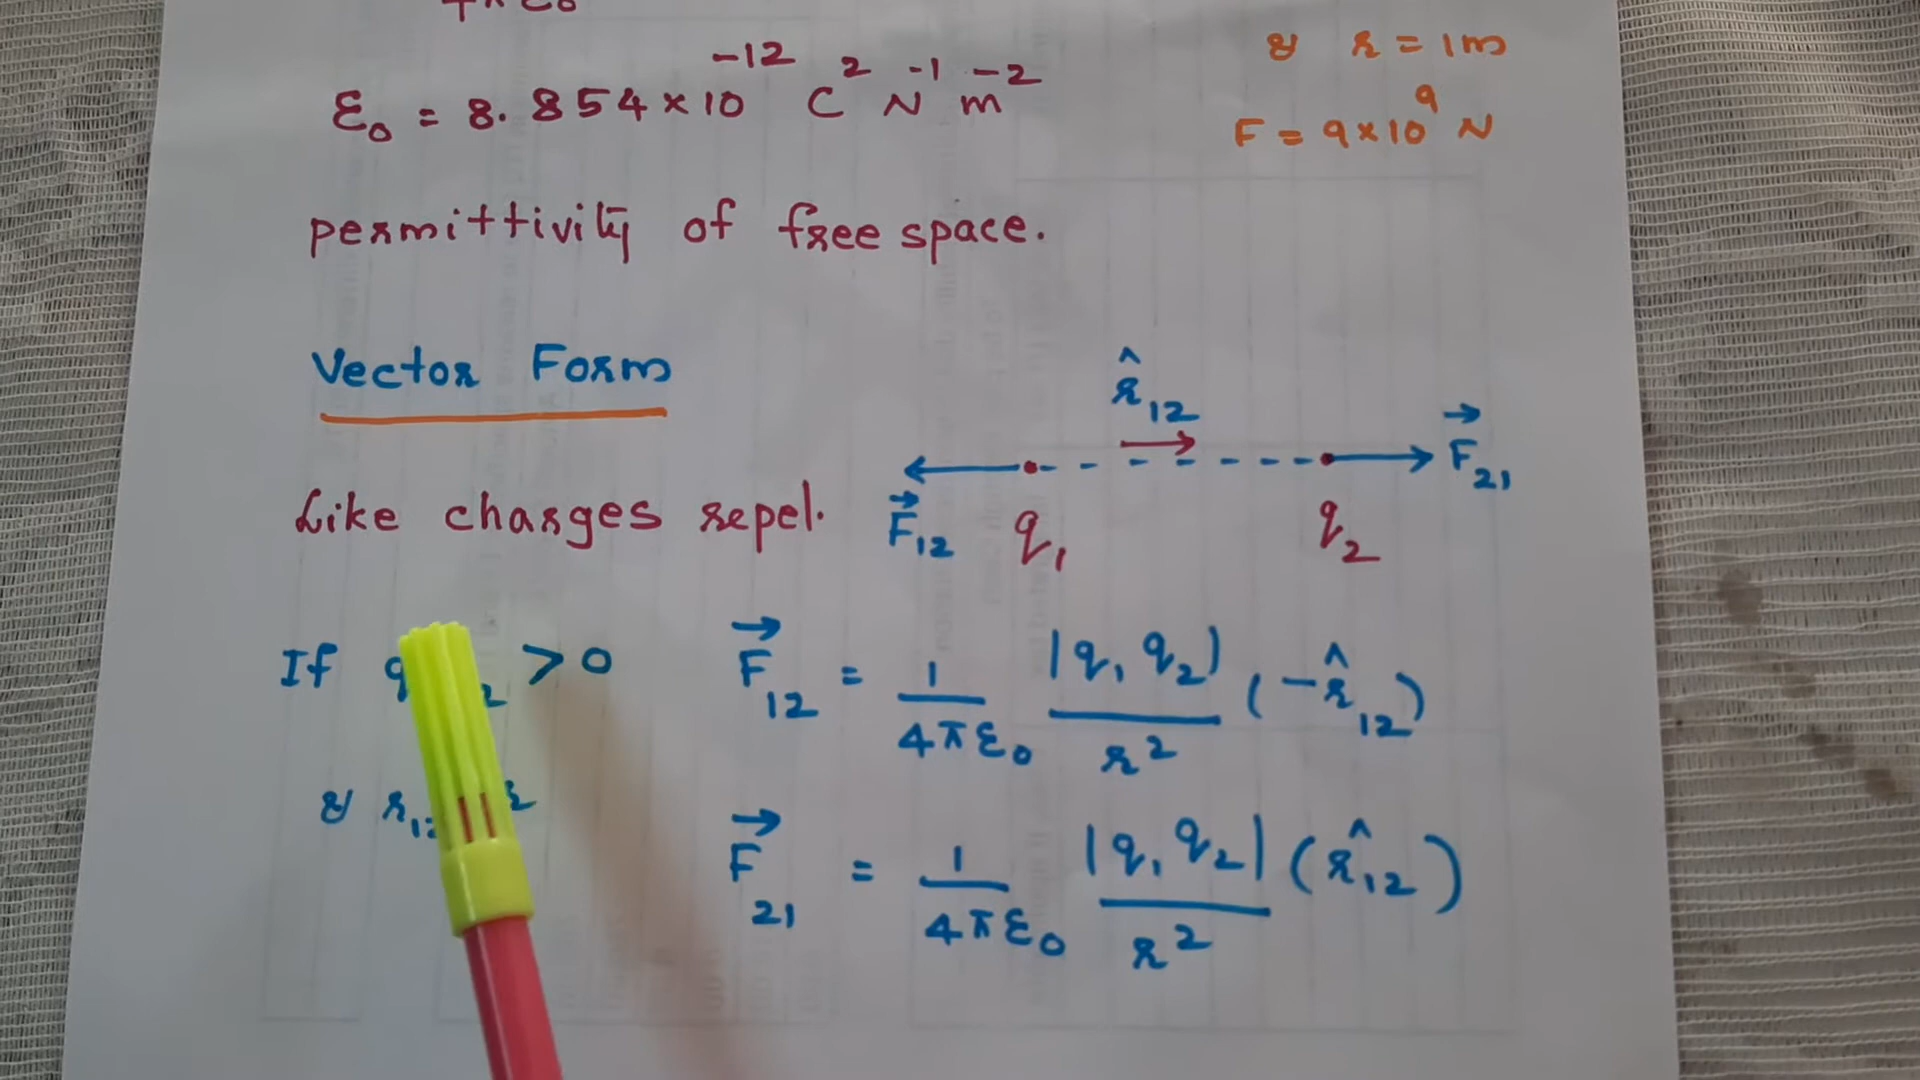 & r = 1m
ε₀ = 8.854 × 10⁻¹² C² N⁻¹ m⁻²
F = 9×10⁹ N
permittivity of free space.
Vector Form
r̂₁₂
F⃗₂₁
Like charges repel.
F⃗₁₂ q₁ q₂
If > 0 F⃗₁₂ = 1/4πε₀ |q₁ q₂|/r² (-r̂₁₂)
&
F⃗₂₁ = 1/4πε₀ |q₁ q₂|/r² (r̂₁₂)